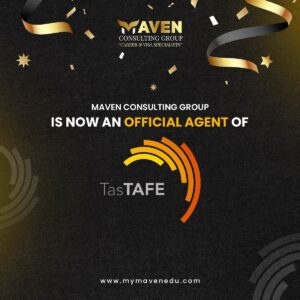 MAVEN
CONSULTING GROUP
"CAREER & VISA SPECIALISTS"
MAVEN CONSULTING GROUP
IS NOW AN OFFICIAL AGENT OF
TasTAFE
www.mymavenedu.com